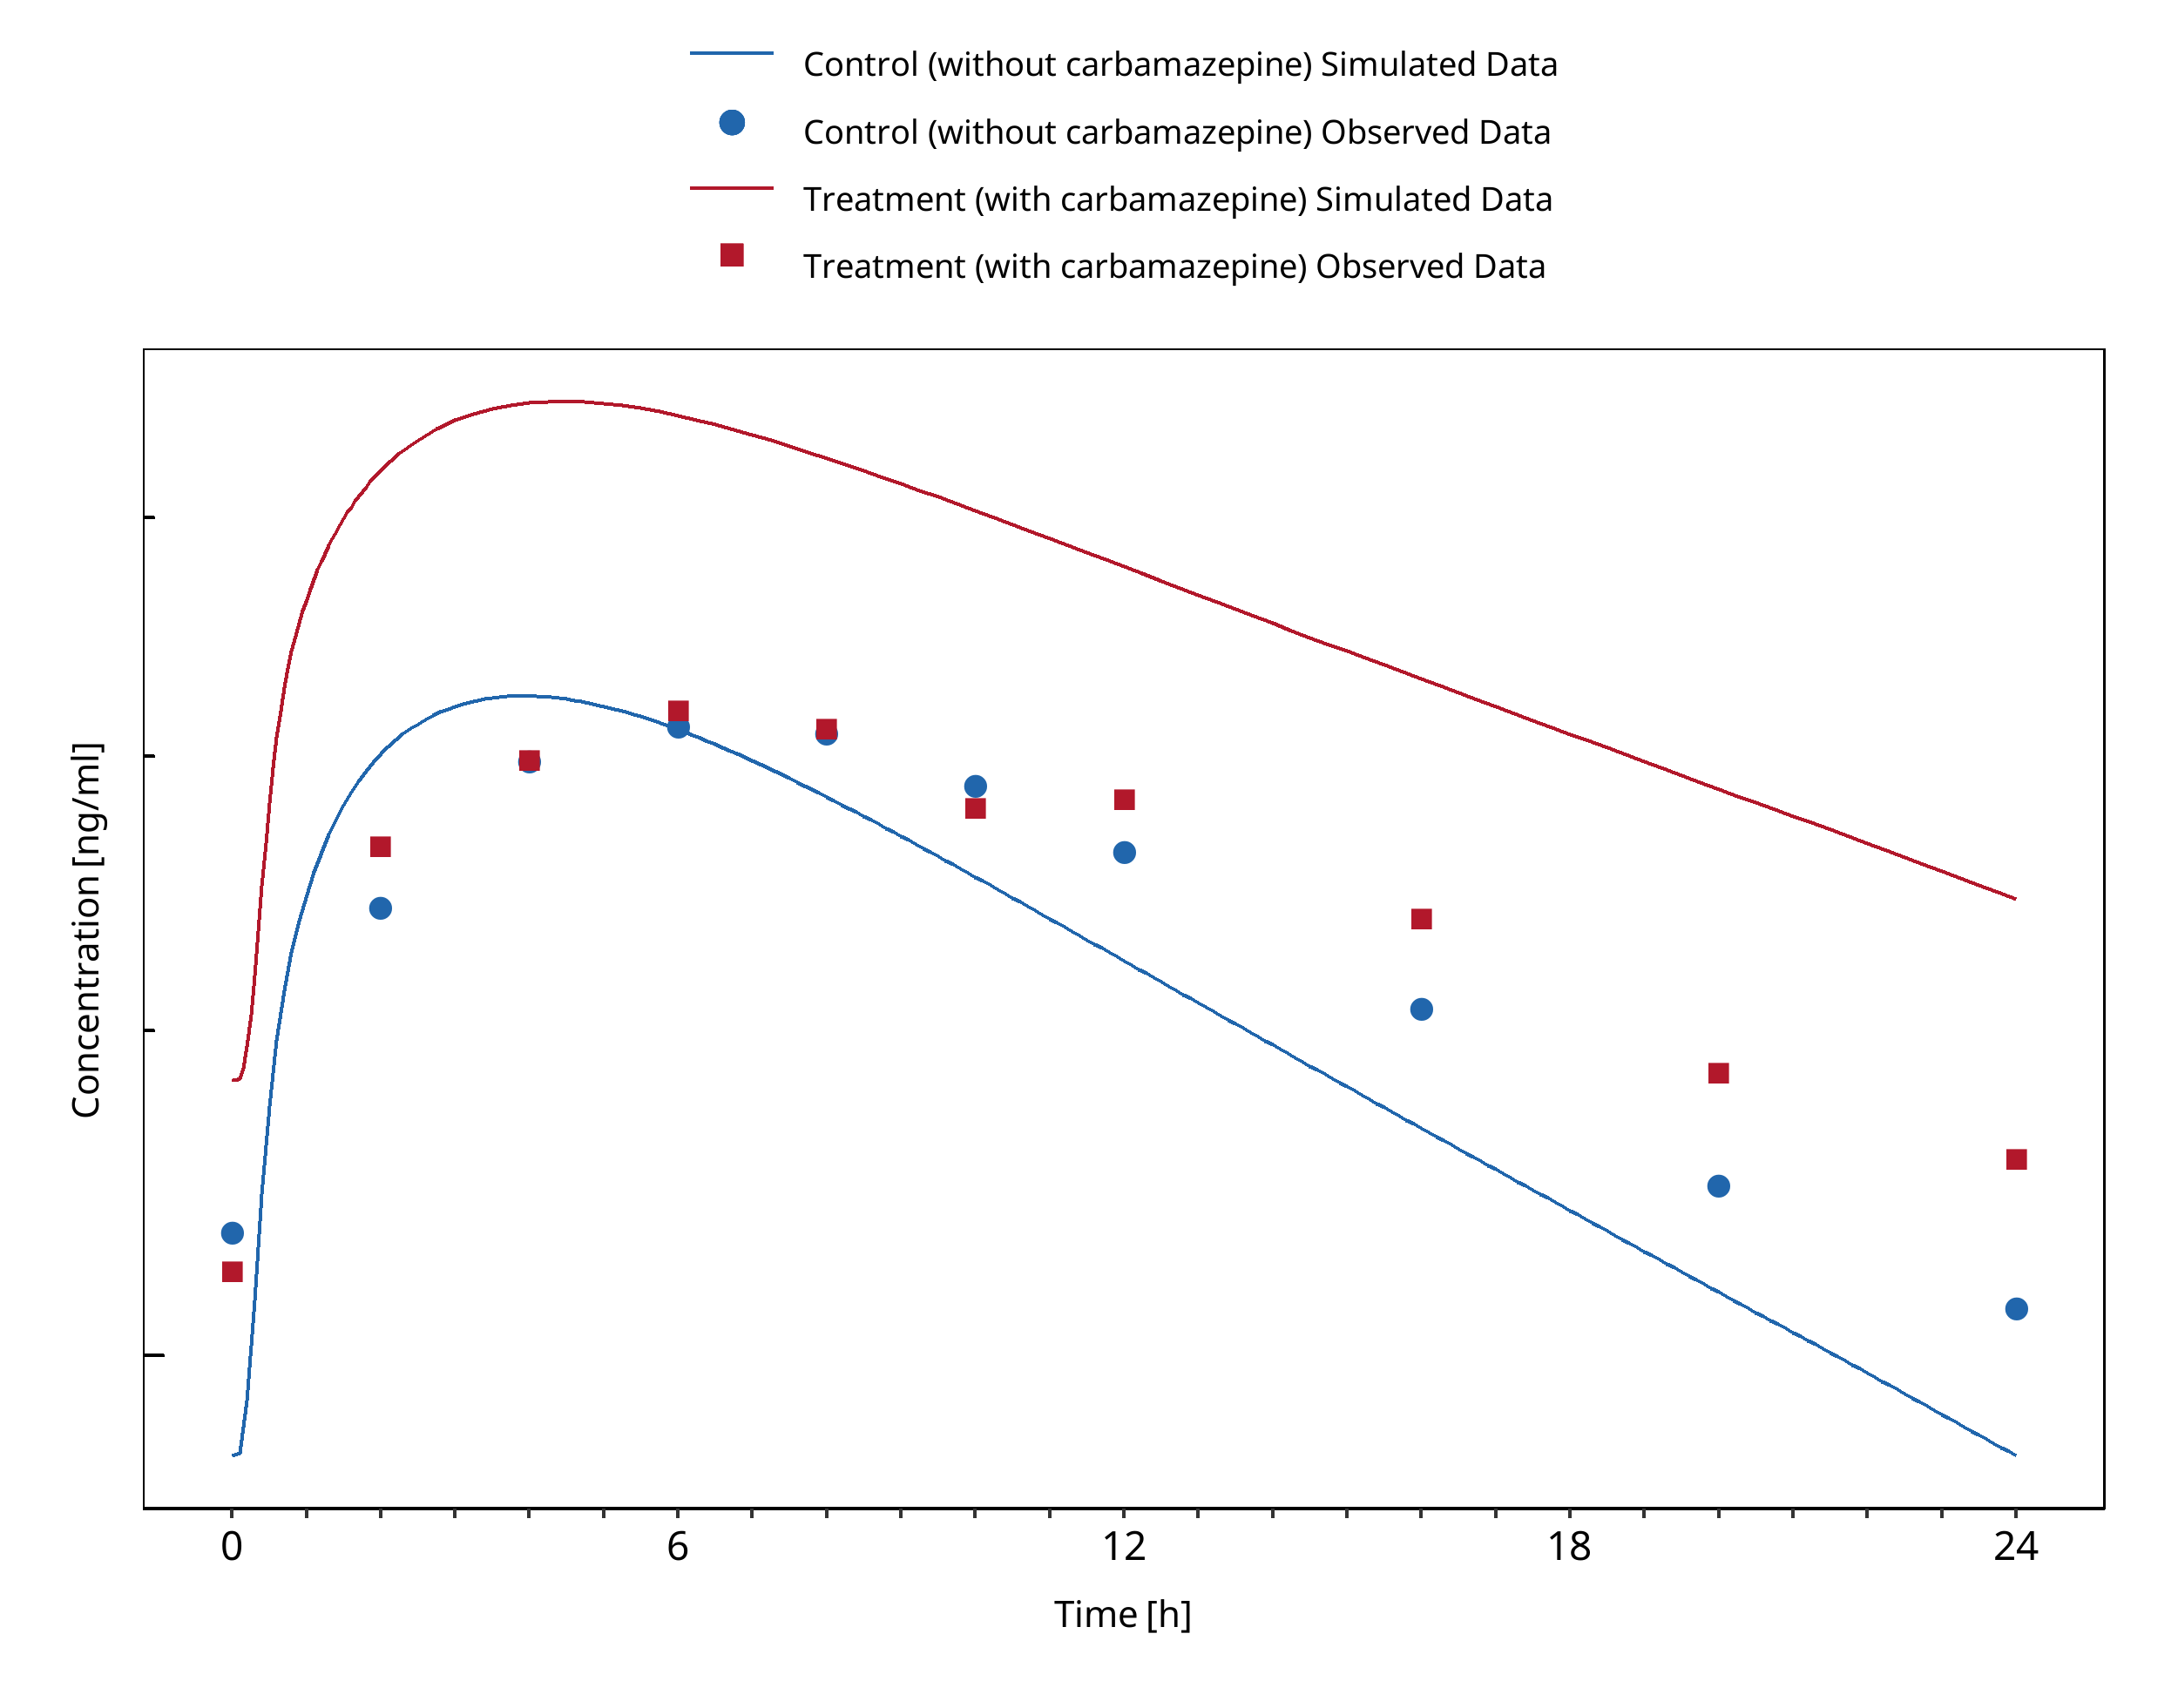 Control (without carbamazepine) Simulated Data
Control (without carbamazepine) Observed Data
Treatment (with carbamazepine) Simulated Data
Treatment (with carbamazepine) Observed Data
Concentration [ng/ml]
0 6 12 18 24
Time [h]